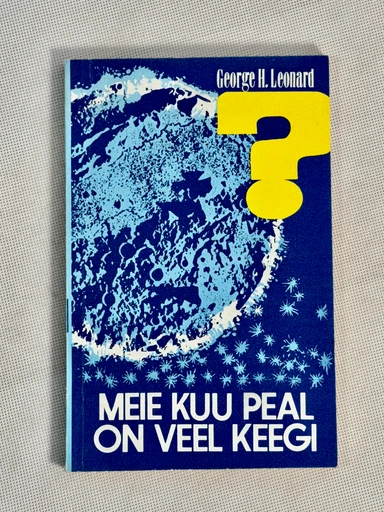 George H. Leonard
?
MEIE KUU PEAL
ON VEEL KEEGI